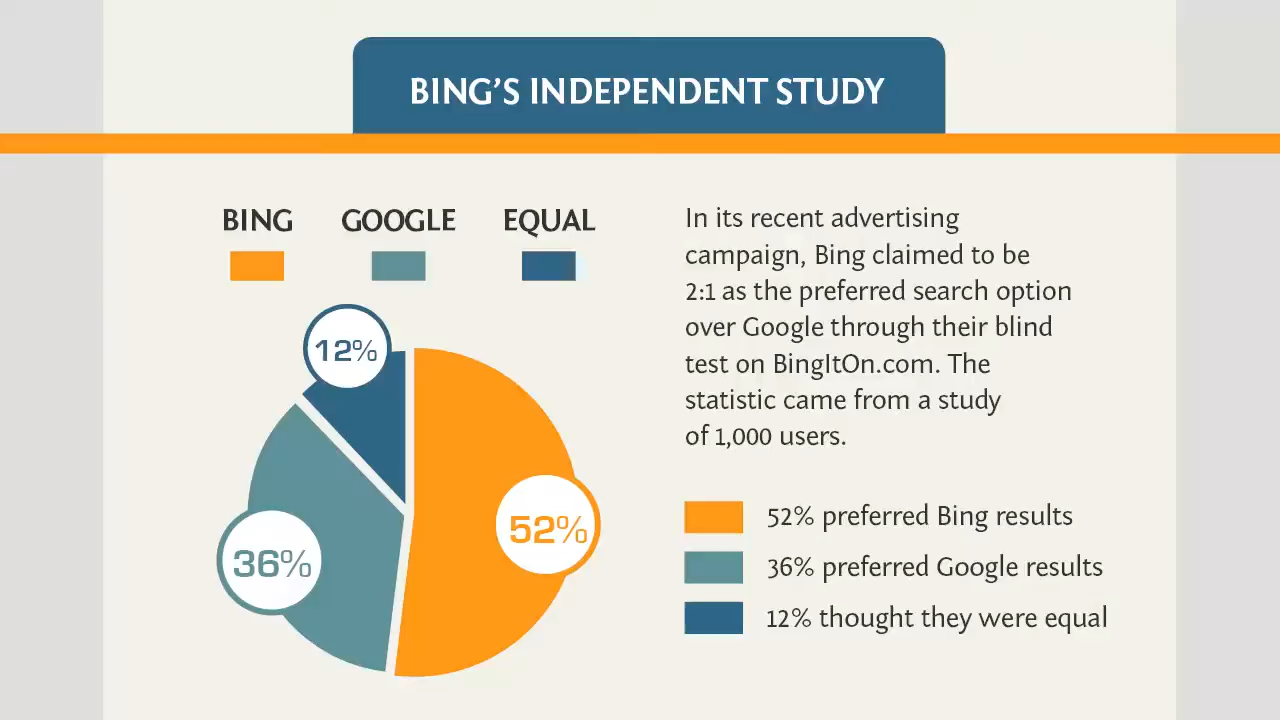 BING'S INDEPENDENT STUDY
BING GOOGLE EQUAL
12%
52%
36%
In its recent advertising
campaign, Bing claimed to be
2:1 as the preferred search option
over Google through their blind
test on BingItOn.com. The
statistic came from a study
of 1,000 users.
52% preferred Bing results
36% preferred Google results
12% thought they were equal